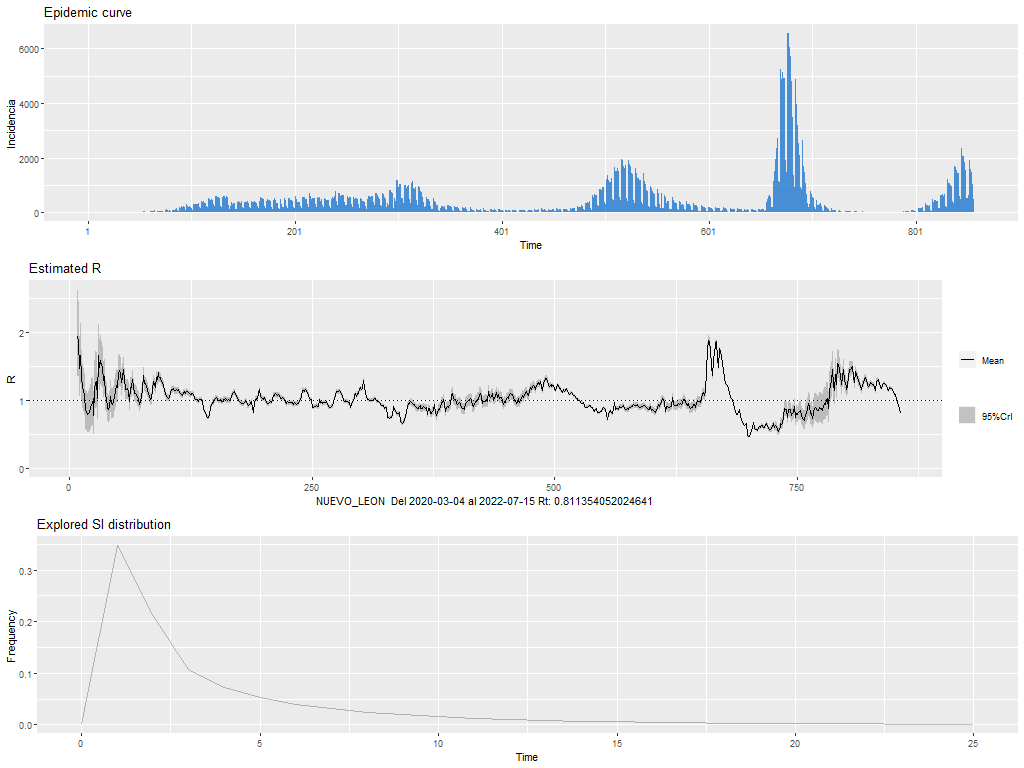 Epidemic curve
6000
4000
2000
0
Incidencia
1 201 401 601 801
Time
Estimated R
2
1
0
R
Mean
95%CrI
0 250 500 750
NUEVO_LEON Del 2020-03-04 al 2022-07-15 Rt: 0.811354052024641
Explored SI distribution
0.3
0.2
0.1
0.0
Frequency
0 5 10 15 20 25
Time